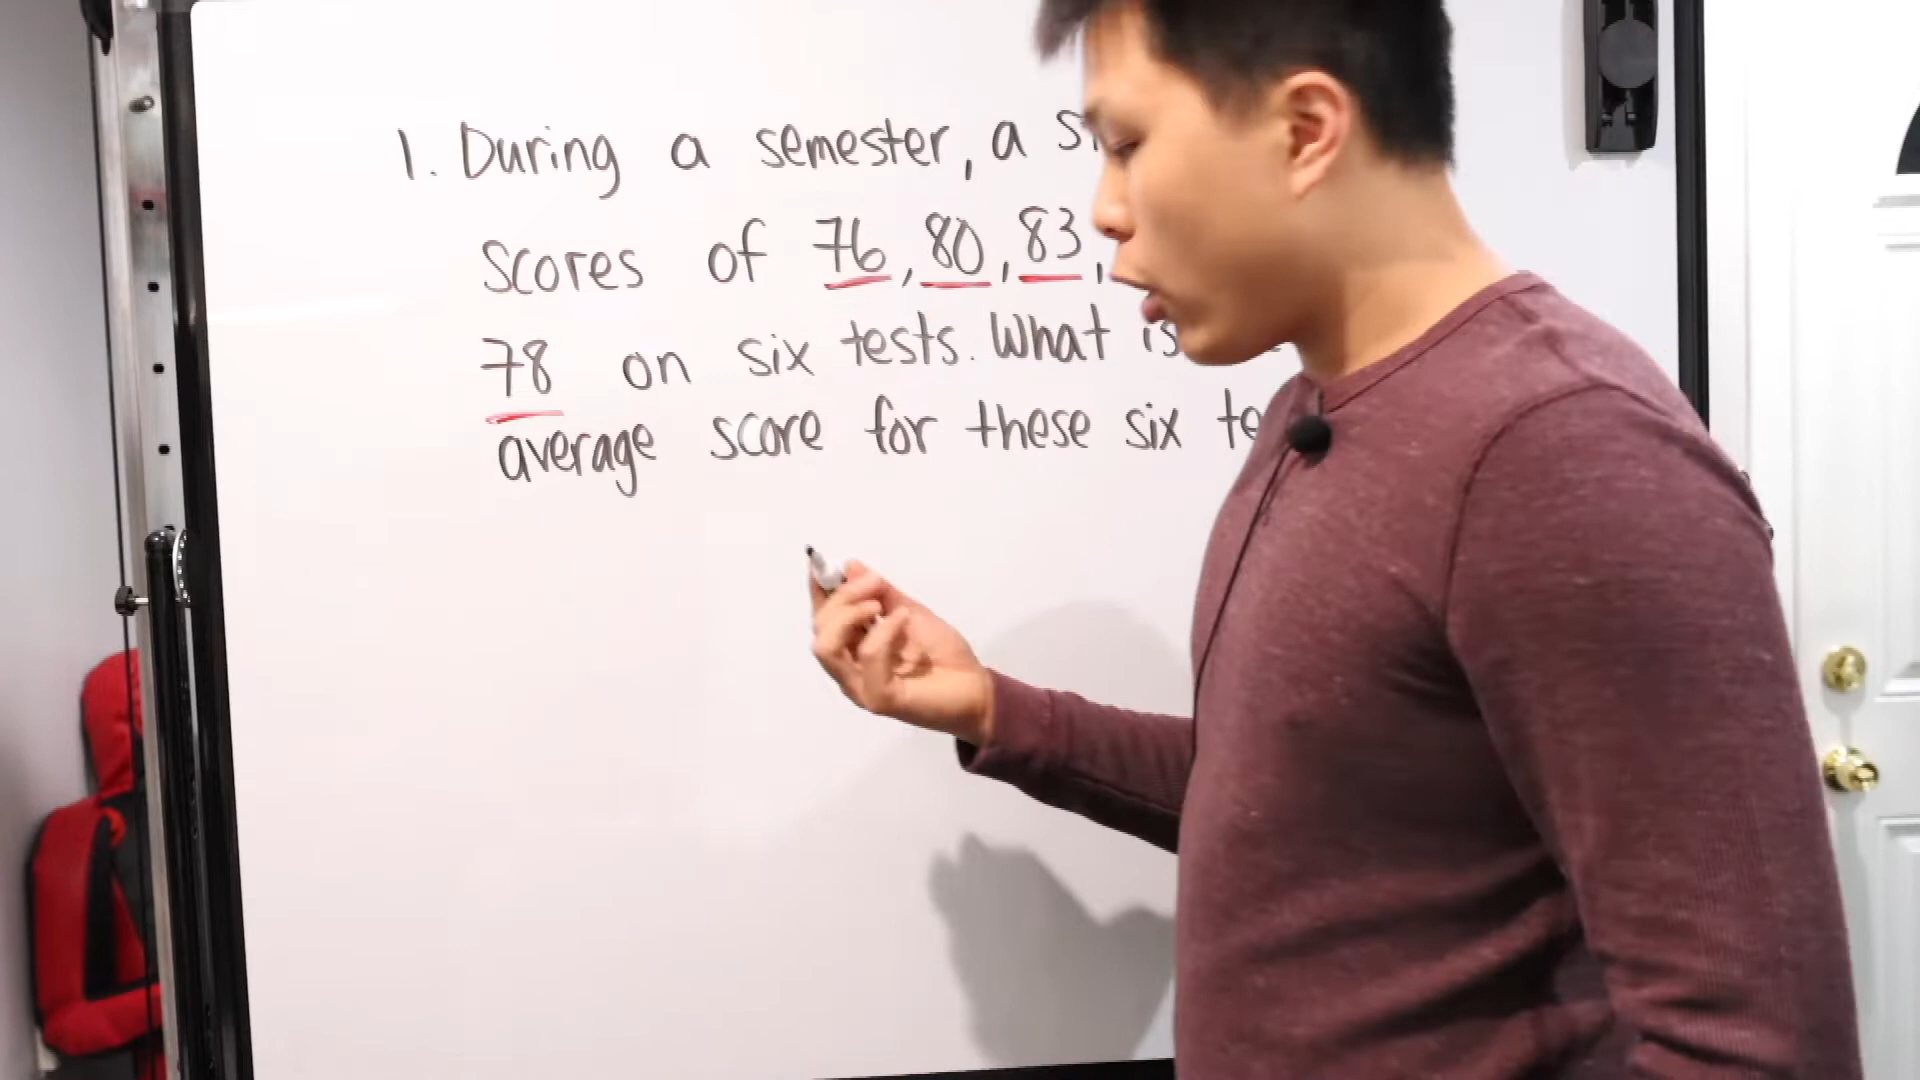 1. During a semester, a
scores of 76, 80, 83,
78 on six tests. What is
average score for these six